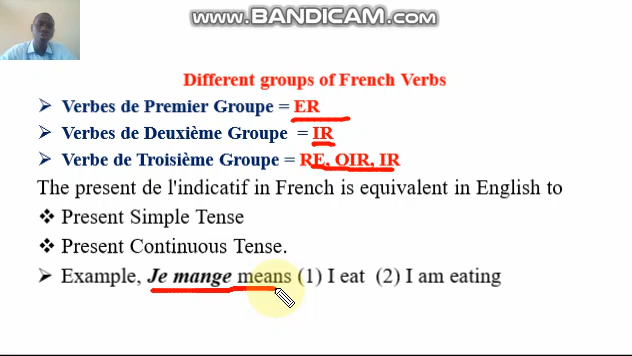 www.BANDICAM.com
Different groups of French Verbs
Verbes de Premier Groupe = ER
Verbes de Deuxième Groupe = IR
Verbe de Troisième Groupe = RE, OIR, IR
The present de l'indicatif in French is equivalent in English to
Present Simple Tense
Present Continuous Tense.
Example, Je mange means (1) I eat (2) I am eating